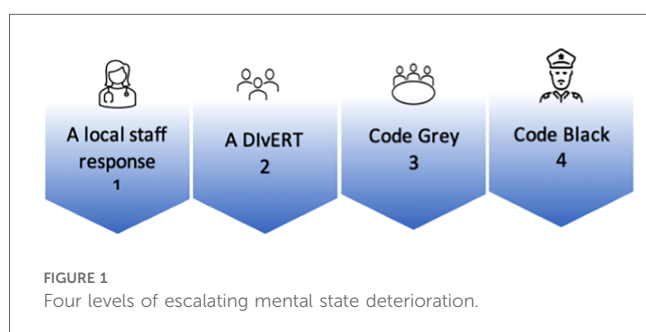 A local staff
response
1
A DIvERT
2
Code Grey
3
Code Black
4
FIGURE 1
Four levels of escalating mental state deterioration.